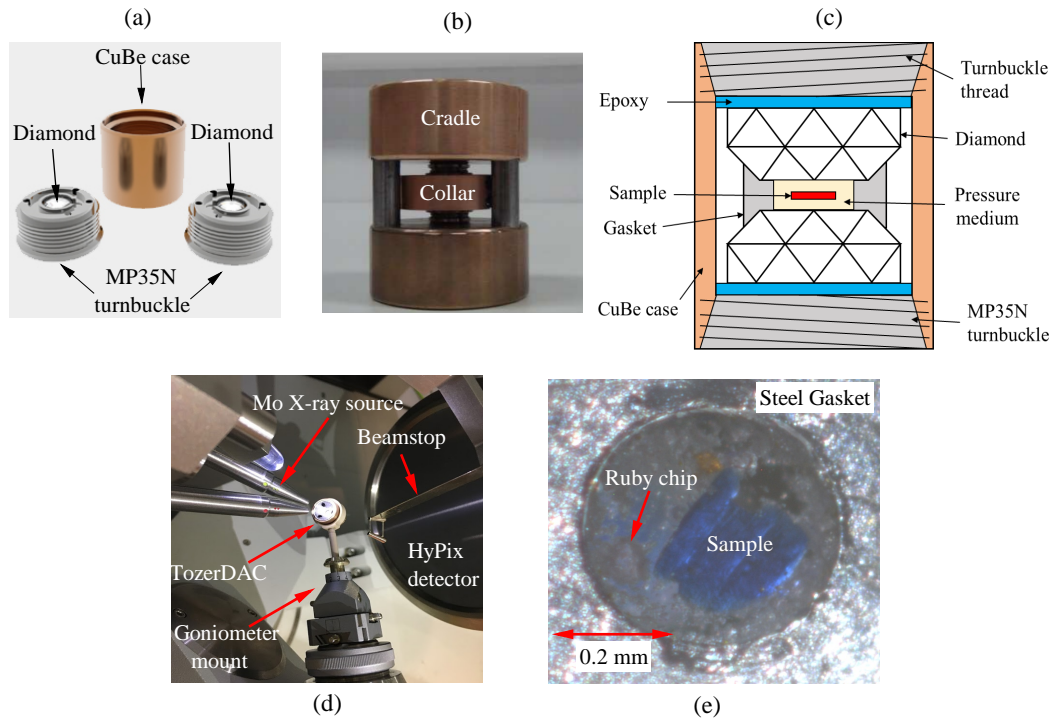 (a)
CuBe case
Diamond
Diamond
MP35N
turnbuckle
(b)
Cradle
Collar
(c)
Turnbuckle
thread
Epoxy
Diamond
Sample
Pressure
medium
Gasket
CuBe case
MP35N
turnbuckle
Mo X-ray source
Beamstop
HyPix
detector
TozerDAC
Goniometer
mount
(d)
Steel Gasket
Ruby chip
Sample
0.2 mm
(e)